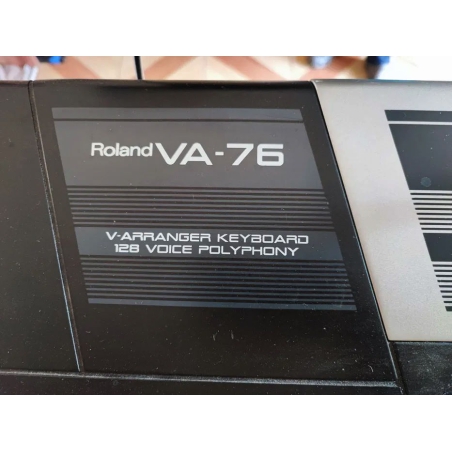 Roland VA-76
V-ARRANGER KEYBOARD
128 VOICE POLYPHONY